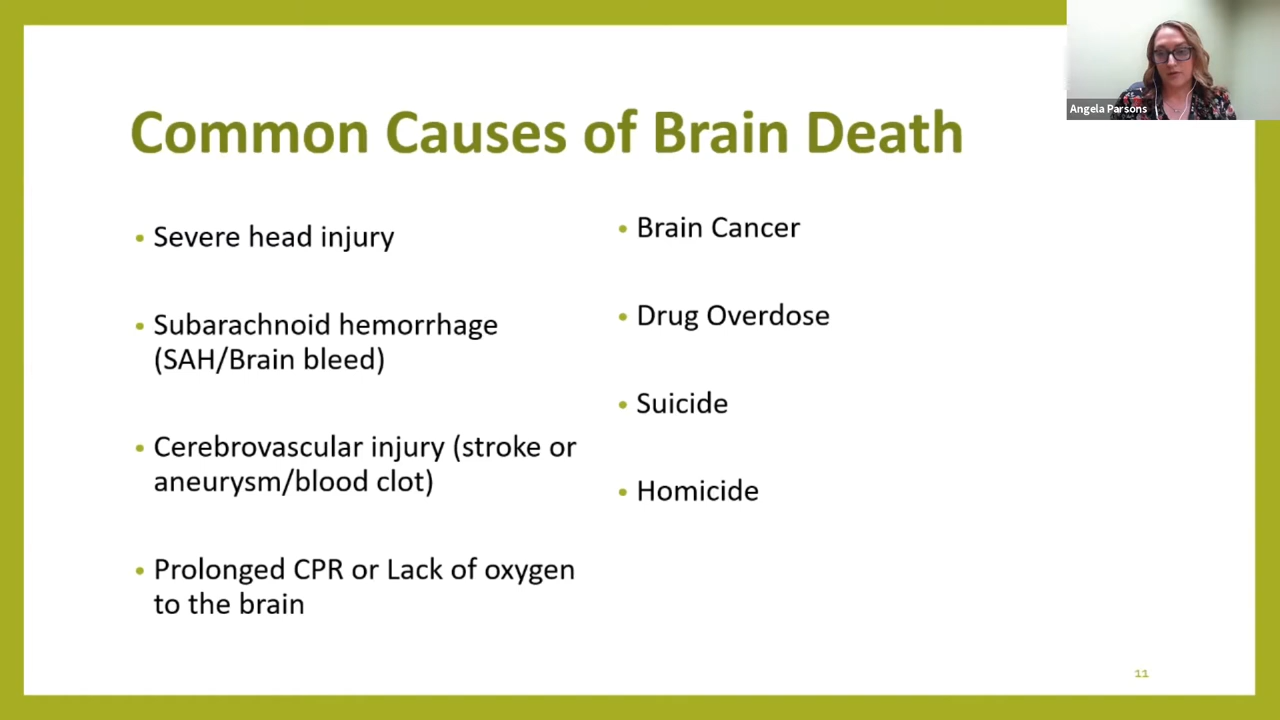 Angela Parsons
Common Causes of Brain Death
• Severe head injury
• Subarachnoid hemorrhage
(SAH/Brain bleed)
• Cerebrovascular injury (stroke or
aneurysm/blood clot)
• Prolonged CPR or Lack of oxygen
to the brain
• Brain Cancer
• Drug Overdose
• Suicide
• Homicide
11